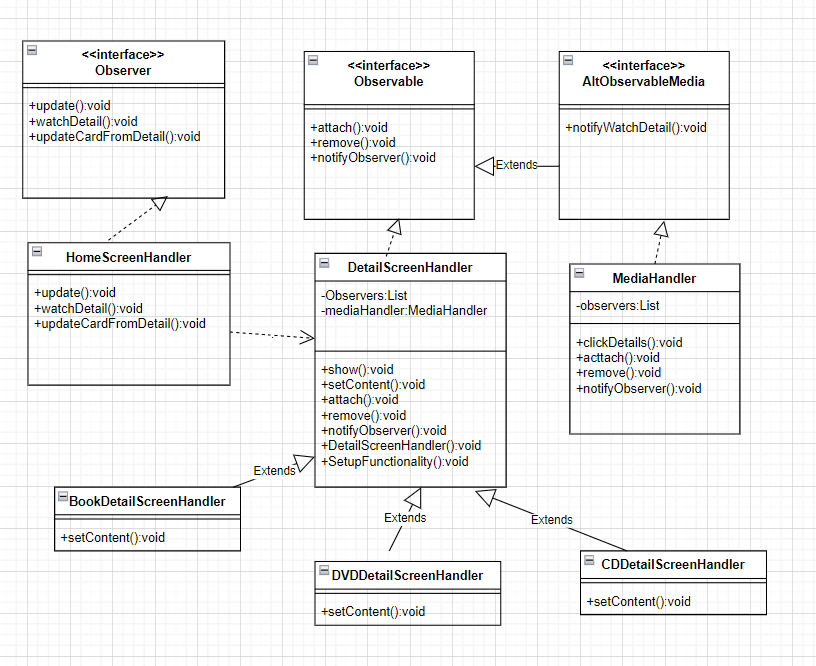 <<interface>>
Observer
+update():void
+watchDetail():void
+updateCardFromDetail():void
<<interface>>
Observable
+attach():void
+remove():void
+notifyObserver():void
<<interface>>
AltObservableMedia
+notifyWatchDetail():void
Extends
HomeScreenHandler
+update():void
+watchDetail():void
+updateCardFromDetail():void
DetailScreenHandler
-Observers:List
-mediaHandler:MediaHandler
+show():void
+setContent():void
+attach():void
+remove():void
+notifyObserver():void
+DetailScreenHandler():void
+SetupFunctionality():void
MediaHandler
-observers:List
+clickDetails():void
+acttach():void
+remove():void
+notifyObserver():void
Extends
BookDetailScreenHandler
+setContent():void
Extends
DVDDetailScreenHandler
+setContent():void
Extends
CDDetailScreenHandler
+setContent():void